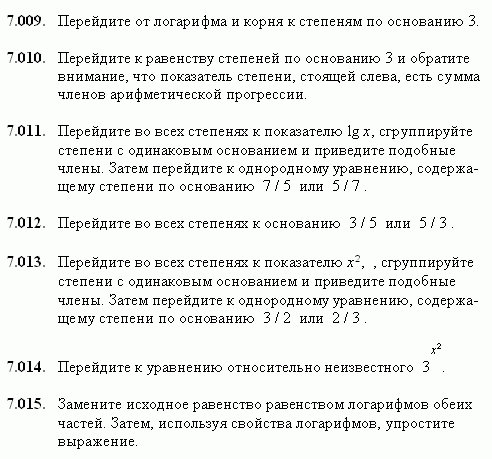 7.009. Перейдите от логарифма и корня к степеням по основанию 3.
7.010. Перейдите к равенству степеней по основанию 3 и обратите
внимание, что показатель степени, стоящей слева, есть сумма
членов арифметической прогрессии.
7.011. Перейдите во всех степенях к показателю lg x, сгруппируйте
степени с одинаковым основанием и приведите подобные
члены. Затем перейдите к однородному уравнению, содержа-
щему степени по основанию 7 / 5 или 5 / 7 .
7.012. Перейдите во всех степенях к основанию 3 / 5 или 5 / 3 .
7.013. Перейдите во всех степенях к показателю x², , сгруппируйте
степени с одинаковым основанием и приведите подобные
члены. Затем перейдите к однородному уравнению, содержа-
щему степени по основанию 3 / 2 или 2 / 3 .
7.014. Перейдите к уравнению относительно неизвестного 3^x².
7.015. Замените исходное равенство равенством логарифмов обеих
частей. Затем, используя свойства логарифмов, упростите
выражение.